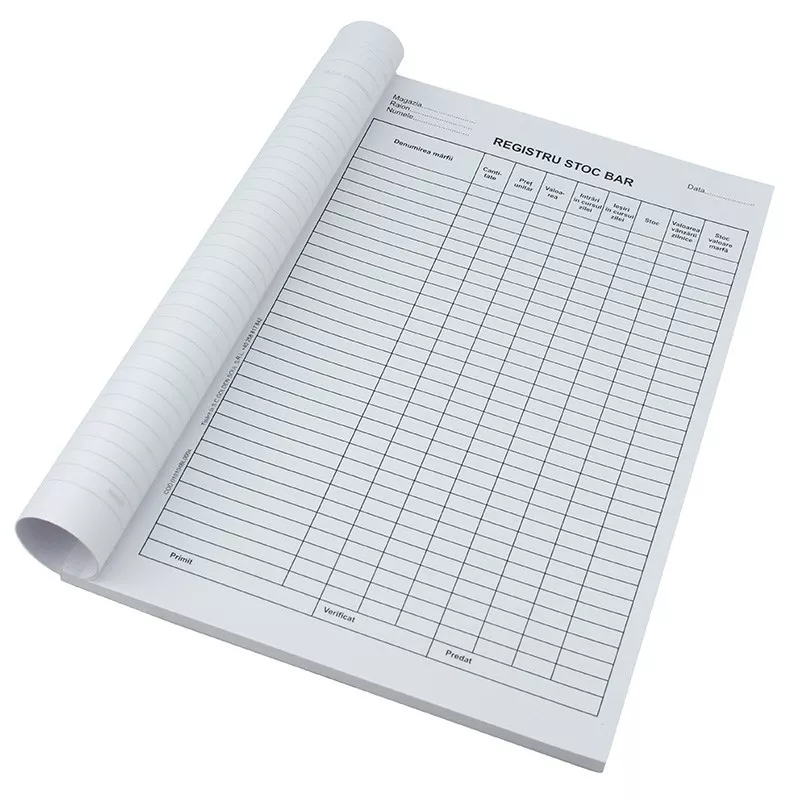 Magazia....................
Raion....................
Numele....................
REGISTRU STOC BAR
Data....................
Denumirea mărfii
Canti-
tate
Preț
unitar
Valoa-
rea
Intrări
în cursul
zilei
Ieșiri
în cursul
zilei
Stoc
Valoarea
vânzării
zilnice
Stoc
valoare
marfă
Primit
Verificat
Predat